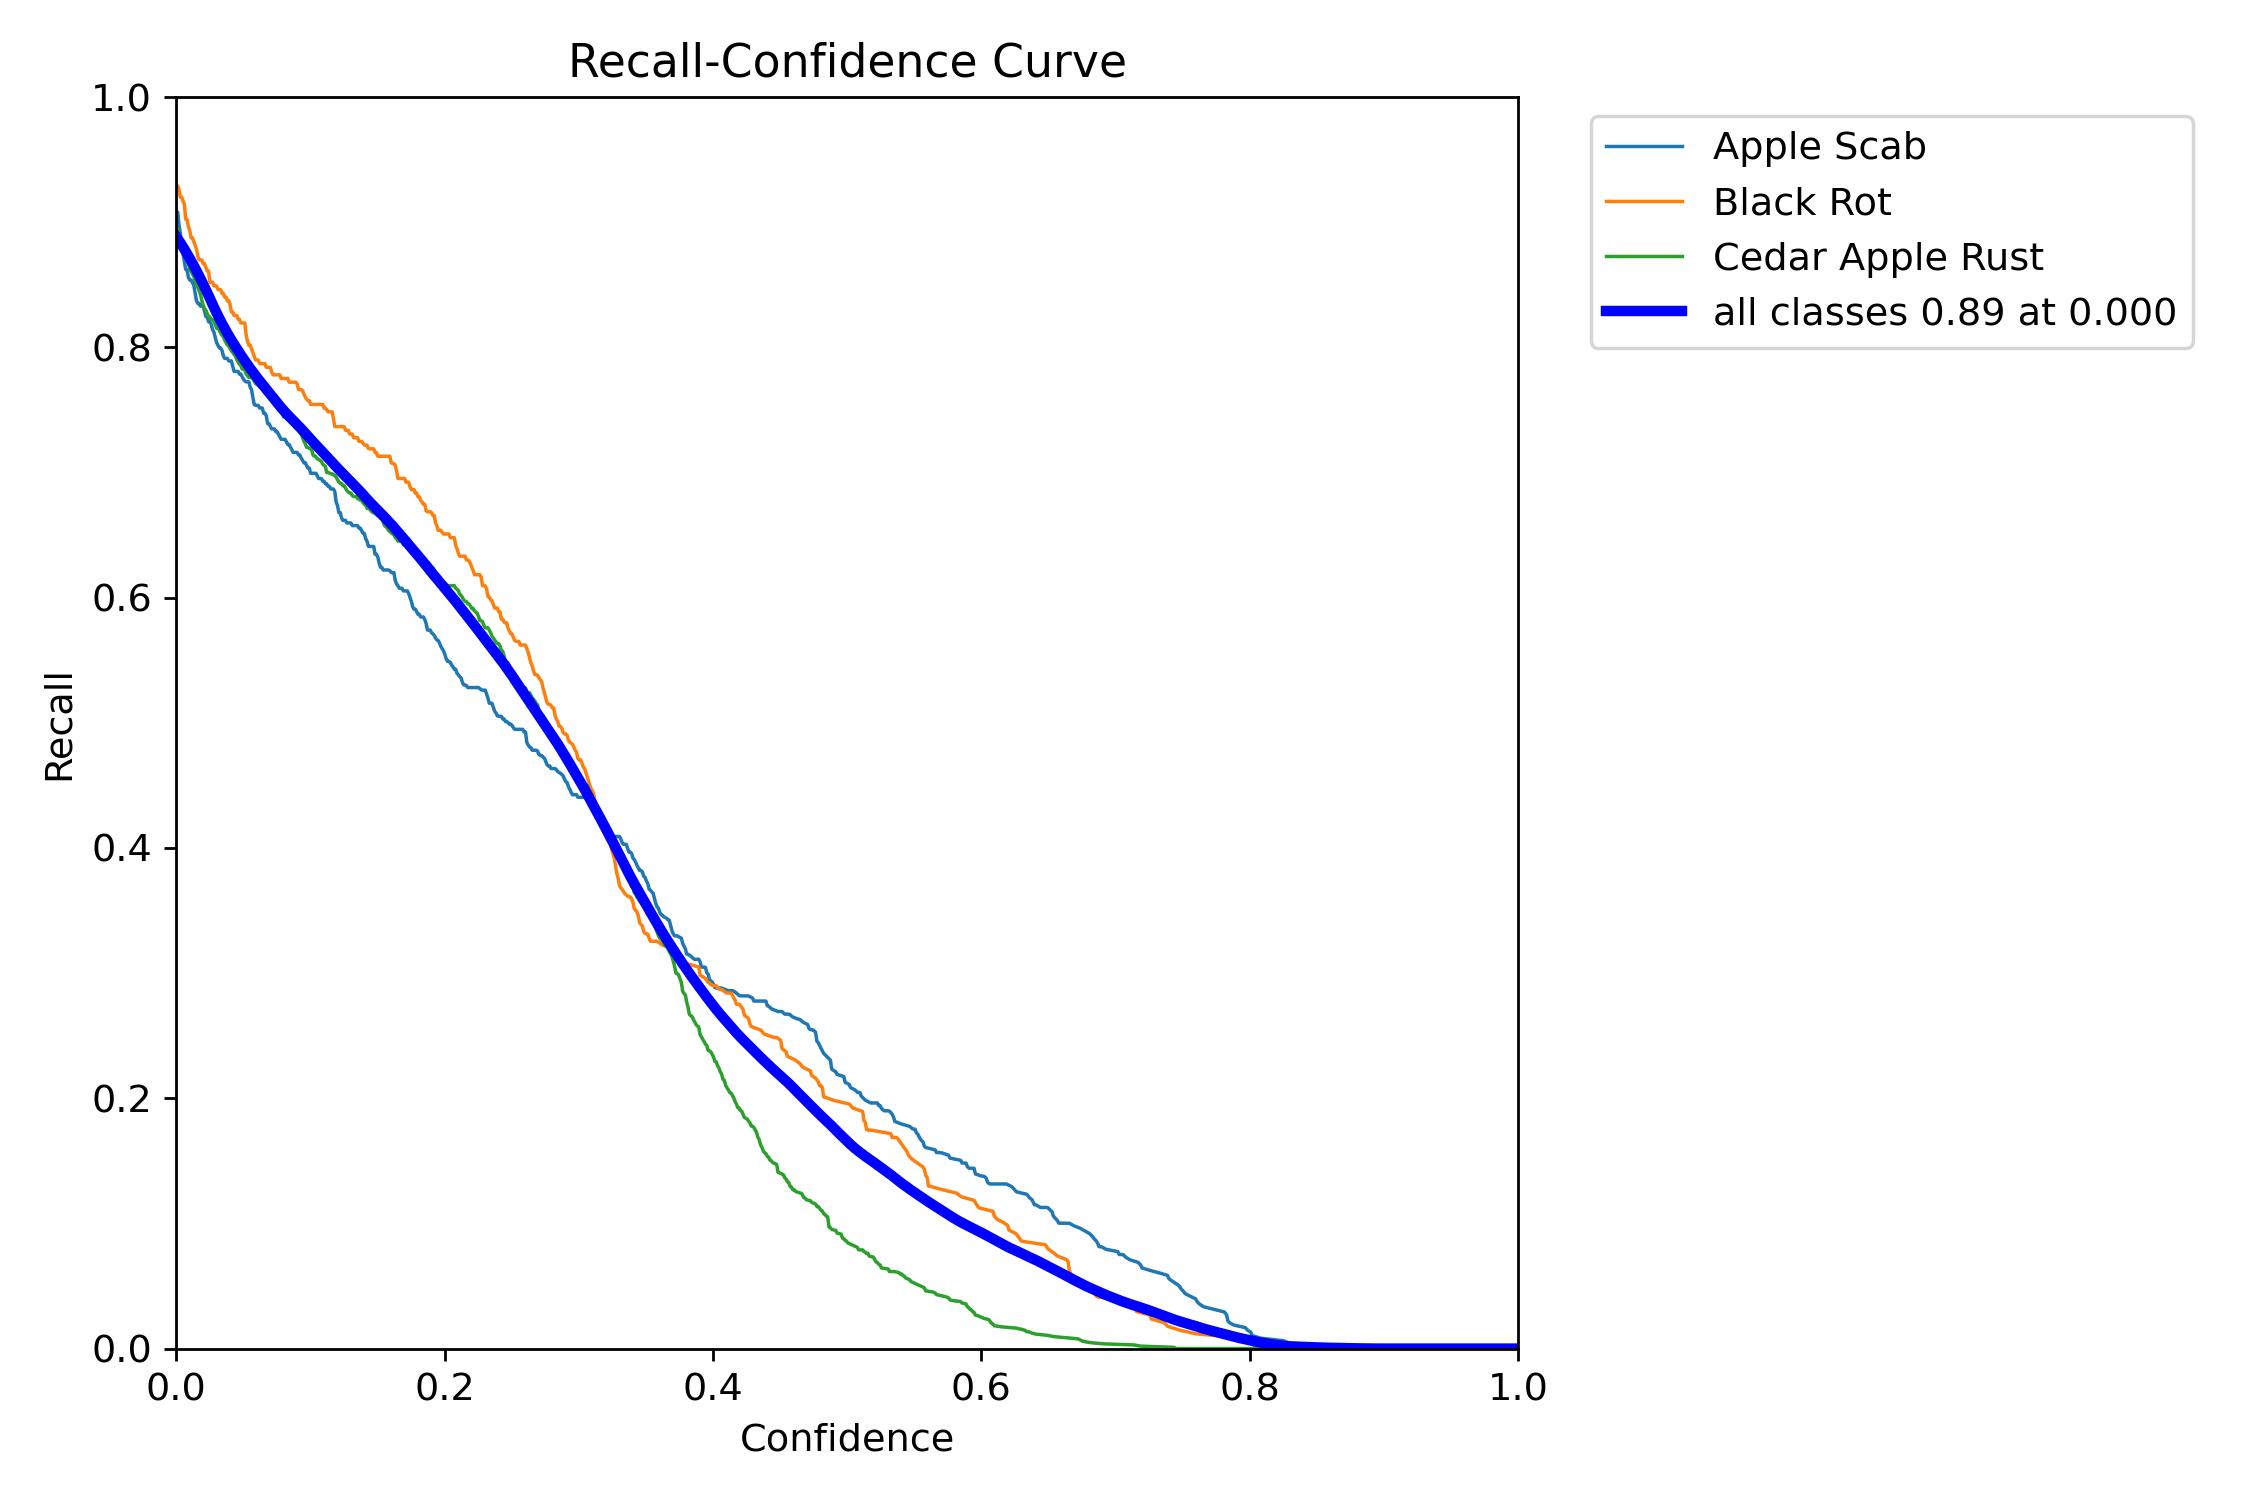 Recall-Confidence Curve
1.0
0.8
0.6
0.4
0.2
0.0
Recall
0.0 0.2 0.4 0.6 0.8 1.0
Confidence
Apple Scab
Black Rot
Cedar Apple Rust
all classes 0.89 at 0.000